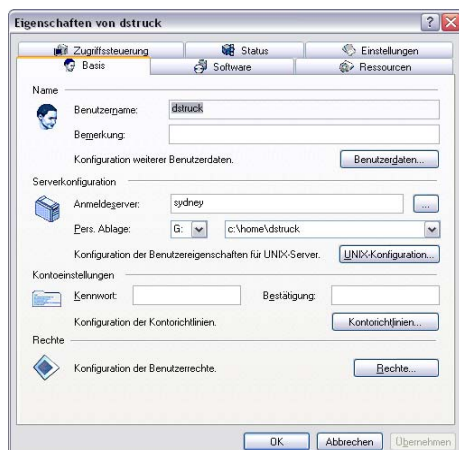 Eigenschaften von dstruck
Zugriffssteuerung
Status
Einstellungen
Basis
Software
Ressourcen
Name
Benutzername:
dstruck
Bemerkung:
Konfiguration weiterer Benutzerdaten.
Benutzerdaten...
Serverkonfiguration
Anmeldeserver:
sydney
...
Pers. Ablage:
G:
c:\home\dstruck
Konfiguration der Benutzereigenschaften für UNIX-Server.
UNIX-Konfiguration...
Kontoeinstellungen
Kennwort:
Bestätigung:
Konfiguration der Kontorichtlinien.
Kontorichtlinien...
Rechte
Konfiguration der Benutzerrechte.
Rechte...
OK
Abbrechen
Übernehmen